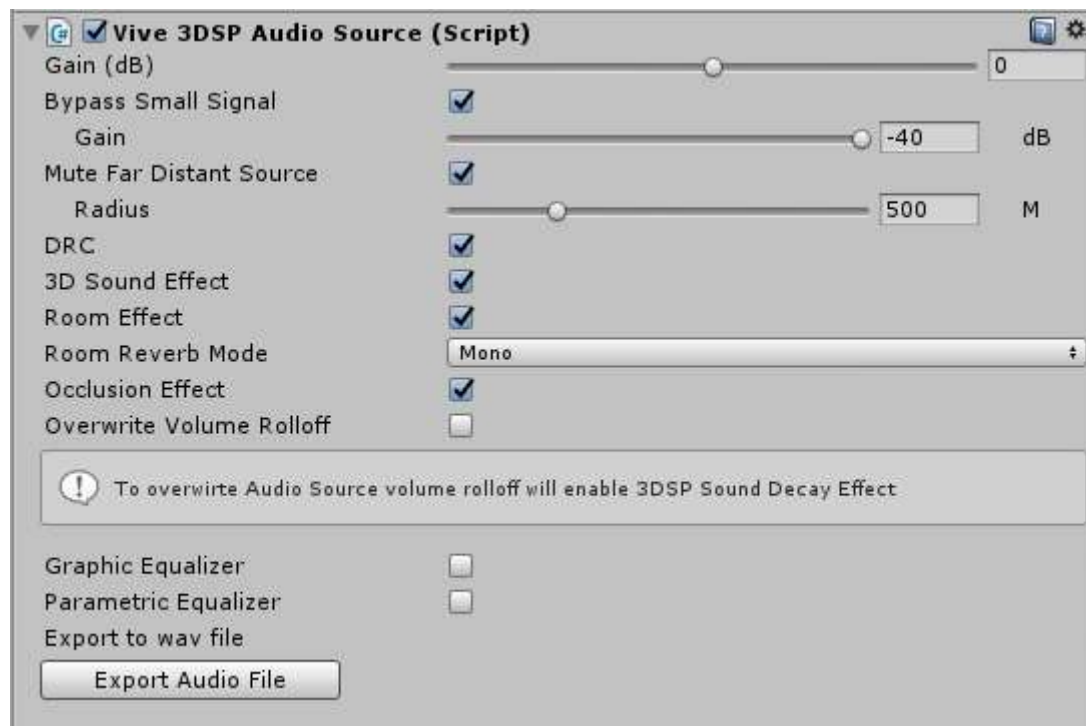 Vive 3DSP Audio Source (Script)
Gain (dB) 0
Bypass Small Signal
Gain -40 dB
Mute Far Distant Source
Radius 500 M
DRC
3D Sound Effect
Room Effect
Room Reverb Mode Mono
Occlusion Effect
Overwrite Volume Rolloff
To overwirte Audio Source volume rolloff will enable 3DSP Sound Decay Effect
Graphic Equalizer
Parametric Equalizer
Export to wav file
Export Audio File